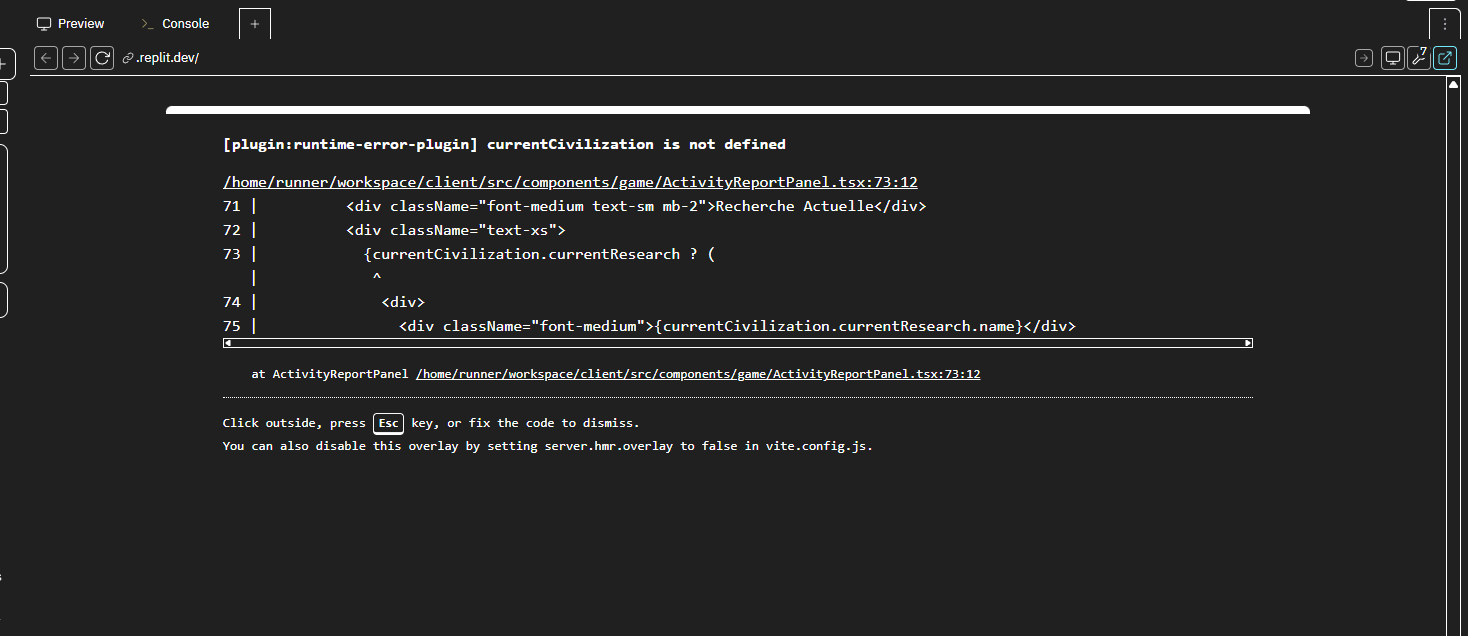 Preview
>_ Console
+
.replit.dev/
7
[plugin:runtime-error-plugin] currentCivilization is not defined
/home/runner/workspace/client/src/components/game/ActivityReportPanel.tsx:73:12
71 | <div className="font-medium text-sm mb-2">Recherche Actuelle</div>
72 | <div className="text-xs">
73 | {currentCivilization.currentResearch ? (
| ^
74 | <div>
75 | <div className="font-medium">{currentCivilization.currentResearch.name}</div>
at ActivityReportPanel /home/runner/workspace/client/src/components/game/ActivityReportPanel.tsx:73:12
Click outside, press Esc key, or fix the code to dismiss.
You can also disable this overlay by setting server.hmr.overlay to false in vite.config.js.